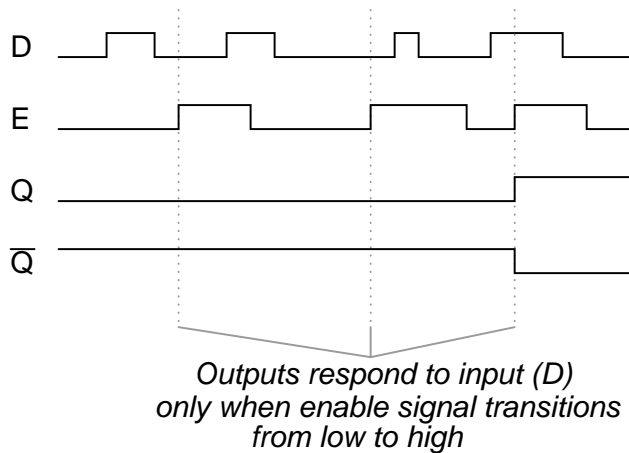 D
E
Q
Q̅
Outputs respond to input (D)
only when enable signal transitions
from low to high